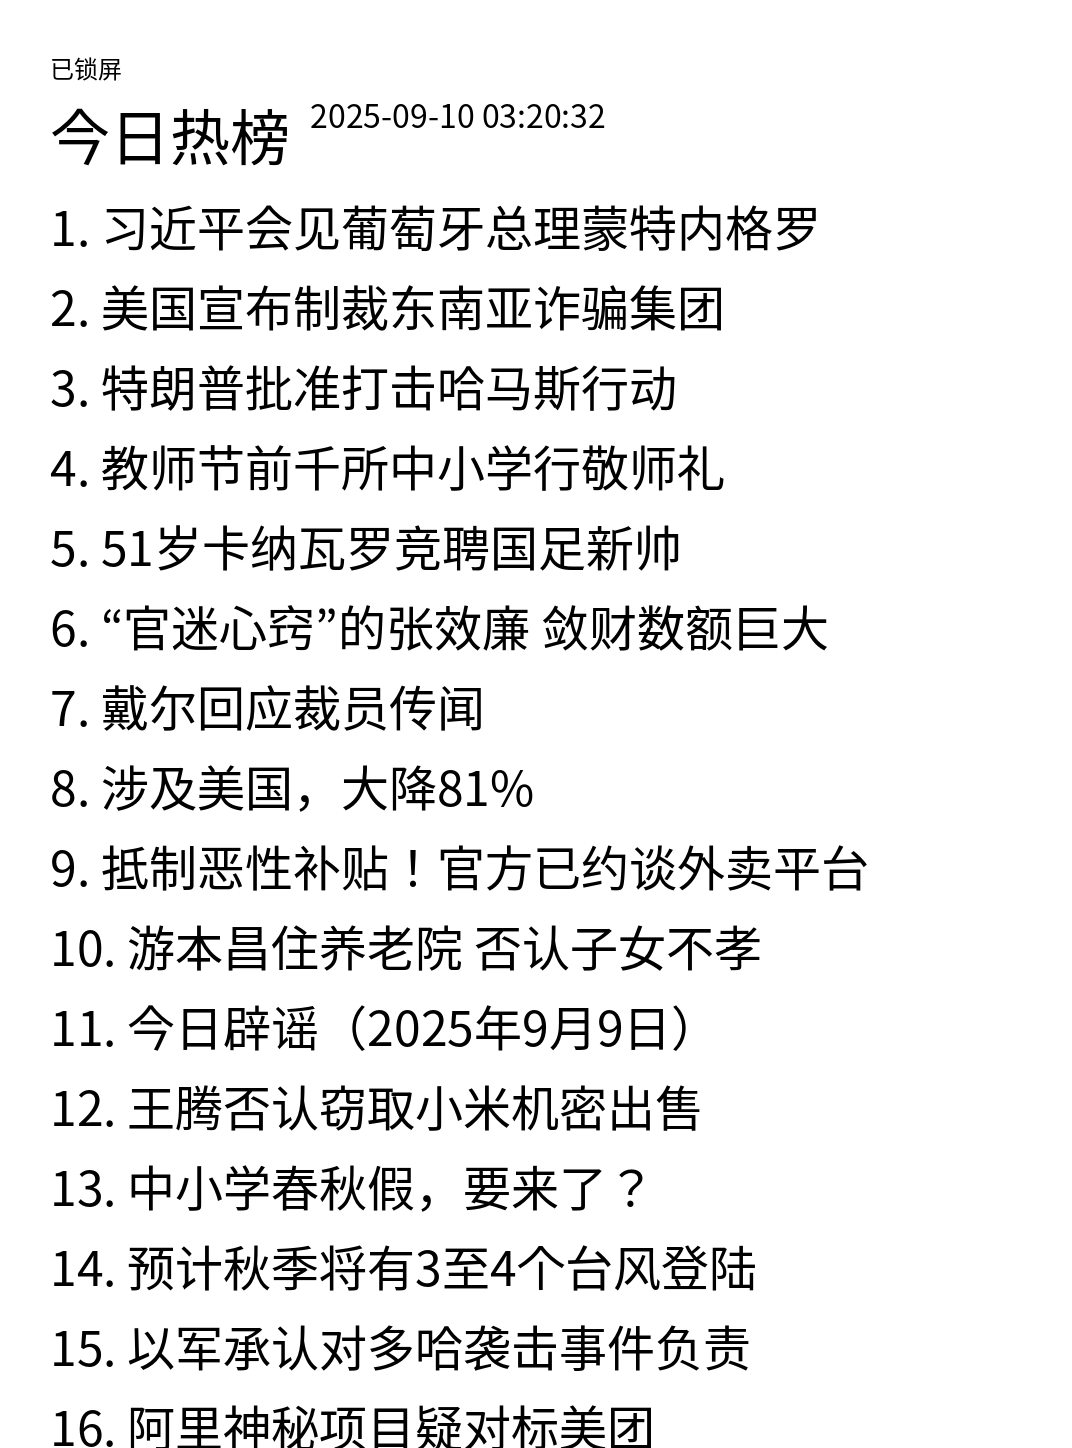 已锁屏
今日热榜 2025-09-10 03:20:32
1. 习近平会见葡萄牙总理蒙特内格罗
2. 美国宣布制裁东南亚诈骗集团
3. 特朗普批准打击哈马斯行动
4. 教师节前千所中小学行敬师礼
5. 51岁卡纳瓦罗竞聘国足新帅
6. “官迷心窍”的张效廉 敛财数额巨大
7. 戴尔回应裁员传闻
8. 涉及美国，大降81%
9. 抵制恶性补贴！官方已约谈外卖平台
10. 游本昌住养老院 否认子女不孝
11. 今日辟谣（2025年9月9日）
12. 王腾否认窃取小米机密出售
13. 中小学春秋假，要来了？
14. 预计秋季将有3至4个台风登陆
15. 以军承认对多哈袭击事件负责
16. 阿里神秘项目疑对标美团